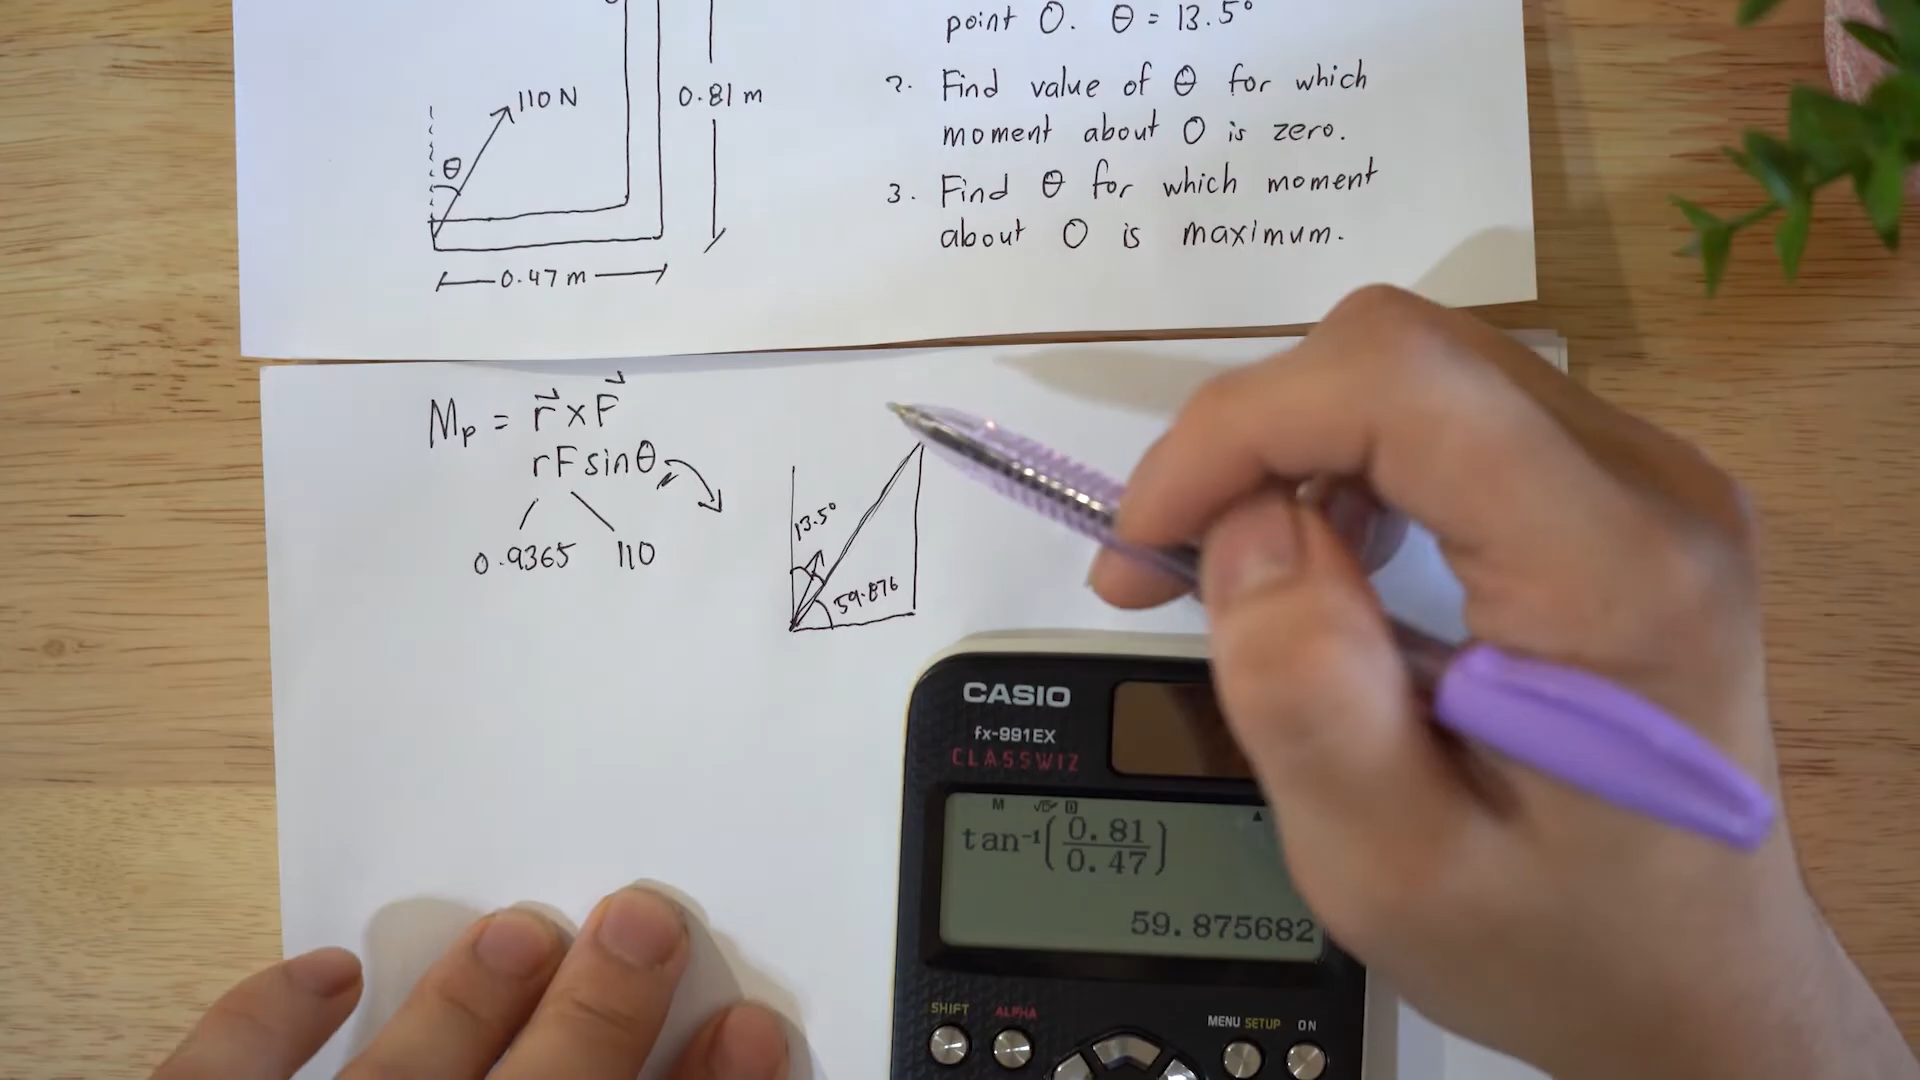 point O. θ = 13.5°
2. Find value of θ for which
moment about O is zero.
3. Find θ for which moment
about O is maximum.
110 N
θ
0.81 m
0.47 m
Mp = r⃗ × F⃗
rFsinθ
0.9365 110
13.5°
59.876
CASIO
fx-991EX
CLASSWIZ
M
tan⁻¹(0.81/0.47)
59.875682
SHIFT ALPHA MENU SETUP ON